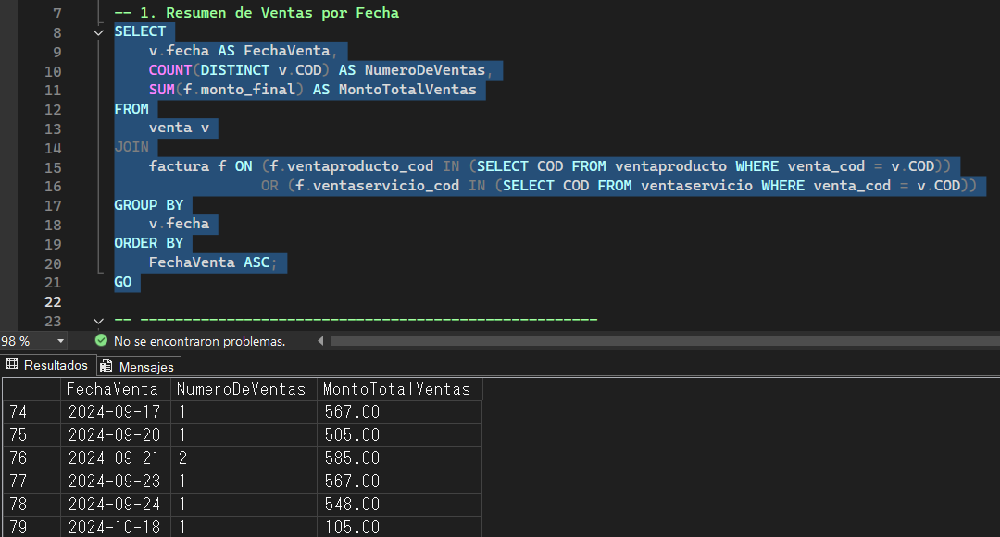 7 -- 1. Resumen de Ventas por Fecha
8 SELECT
9 v.fecha AS FechaVenta,
10 COUNT(DISTINCT v.COD) AS NumeroDeVentas,
11 SUM(f.monto_final) AS MontoTotalVentas
12 FROM
13 venta v
14 JOIN
15 factura f ON (f.ventaproducto_cod IN (SELECT COD FROM ventaproducto WHERE venta_cod = v.COD))
16 OR (f.ventaservicio_cod IN (SELECT COD FROM ventaservicio WHERE venta_cod = v.COD))
17 GROUP BY
18 v.fecha
19 ORDER BY
20 FechaVenta ASC;
21 GO
22
23 -- -----------------------------------------------------
98 % No se encontraron problemas.
Resultados Mensajes
FechaVenta NumeroDeVentas MontoTotalVentas
74 2024-09-17 1 567.00
75 2024-09-20 1 505.00
76 2024-09-21 2 585.00
77 2024-09-23 1 567.00
78 2024-09-24 1 548.00
79 2024-10-18 1 105.00